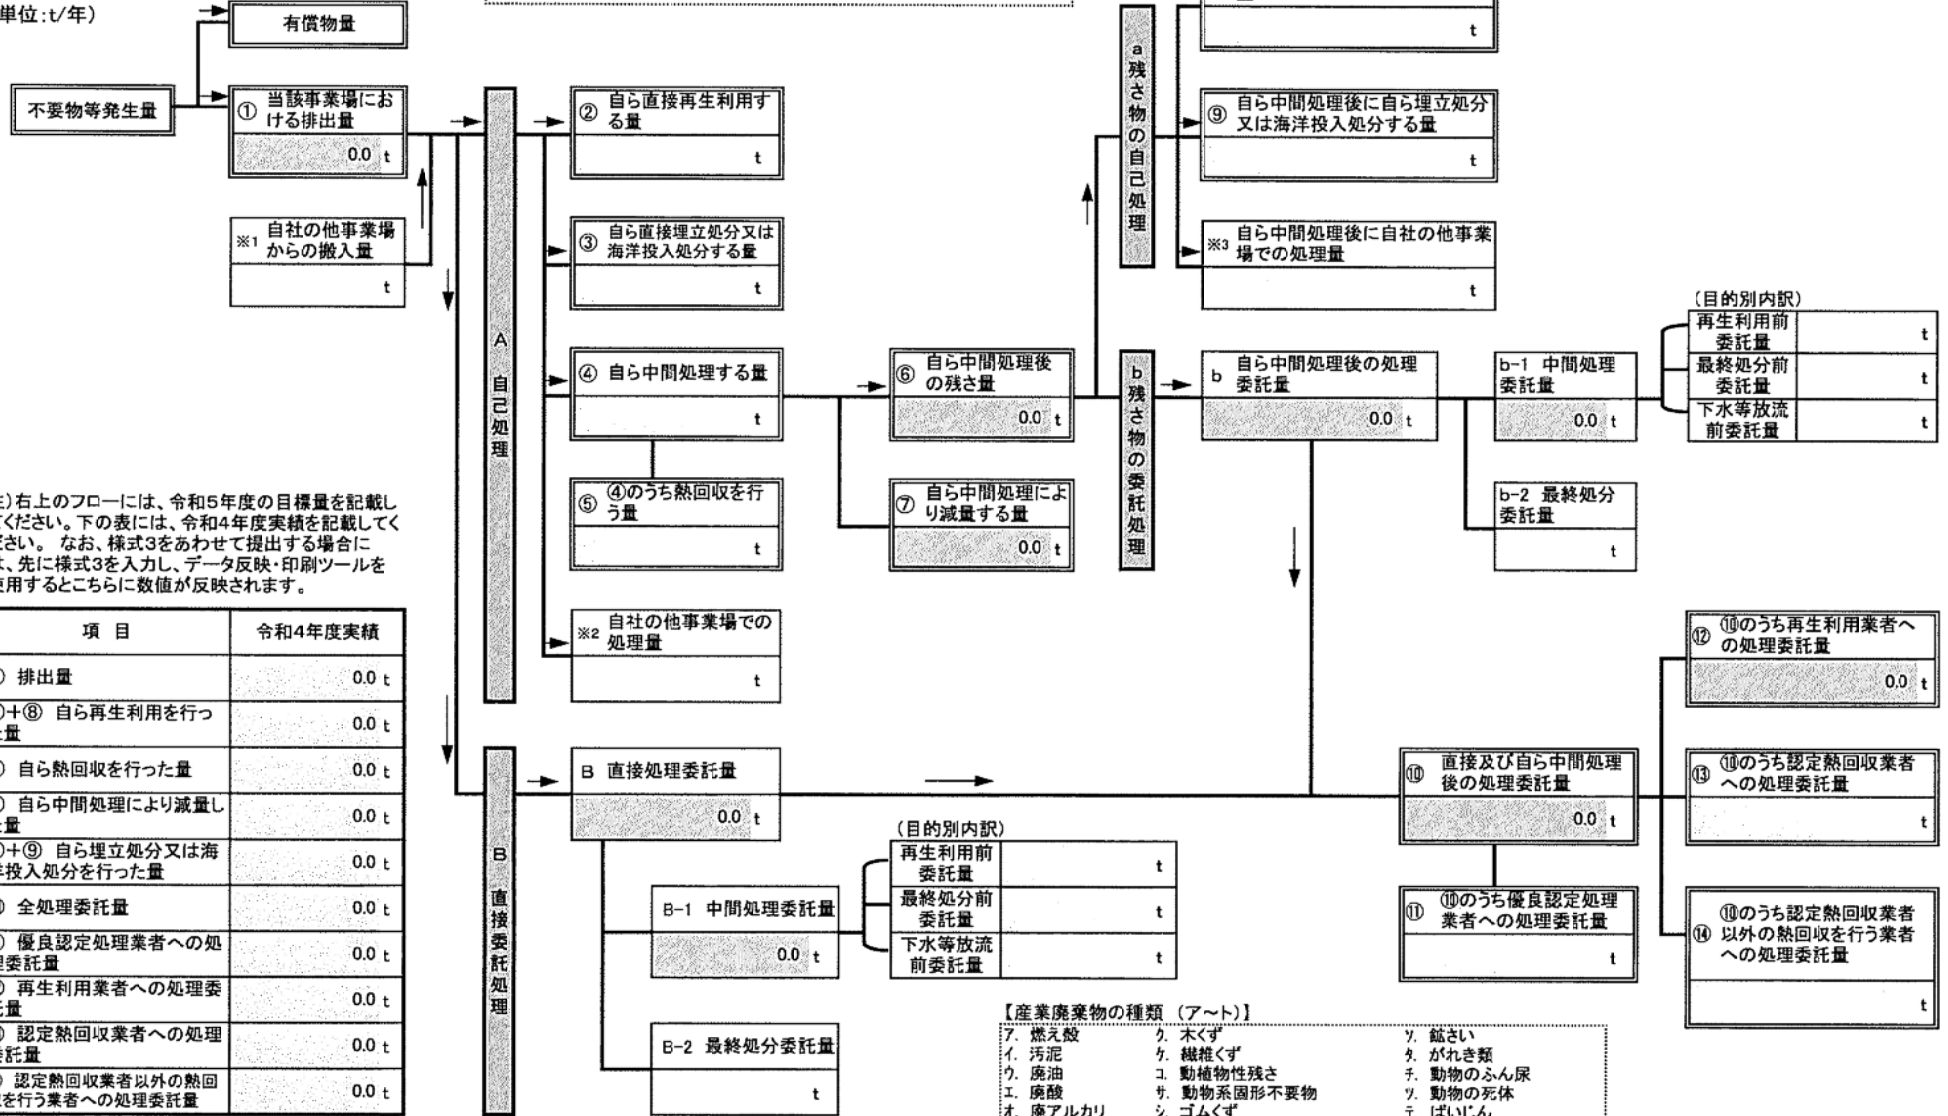 単位:t/年)
有償物量
t
不要物等発生量
① 当該事業場にお
ける排出量
0.0 t
※1 自社の他事業場
からの搬入量
t
A 自己処理
② 自ら直接再生利用す
る量
t
③ 自ら直接埋立処分又は
海洋投入処分する量
t
④ 自ら中間処理する量
t
⑤ ④のうち熱回収を行
う量
t
※2 自社の他事業場での
処理量
t
⑥ 自ら中間処理後
の残さ量
0.0 t
⑦ 自ら中間処理によ
り減量する量
0.0 t
a 残さ物の自己処理
⑨ 自ら中間処理後に自ら埋立処分
又は海洋投入処分する量
t
※3 自ら中間処理後に自社の他事業
場での処理量
t
b 残さ物の委託処理
b 自ら中間処理後の処理
委託量
0.0 t
b-1 中間処理
委託量
0.0 t
(目的別内訳)
再生利用前
委託量 t
最終処分前
委託量 t
下水等放流
前委託量 t
b-2 最終処分
委託量
t
)右上のフローには、令和5年度の目標量を記載し
ください。下の表には、令和4年度実績を記載してく
さい。 なお、様式3をあわせて提出する場合に
、先に様式3を入力し、データ反映・印刷ツールを
使用するとこちらに数値が反映されます。
項 目 令和4年度実績
) 排出量 0.0 t
)+⑧ 自ら再生利用を行っ
量 0.0 t
) 自ら熱回収を行った量 0.0 t
) 自ら中間処理により減量し
量 0.0 t
)+⑨ 自ら埋立処分又は海
洋投入処分を行った量 0.0 t
) 全処理委託量 0.0 t
) 優良認定処理業者への処
理委託量 0.0 t
) 再生利用業者への処理委
託量 0.0 t
) 認定熱回収業者への処理
委託量 0.0 t
) 認定熱回収業者以外の熱回
を行う業者への処理委託量 0.0 t
B 直接委託処理
B 直接処理委託量
0.0 t
B-1 中間処理委託量
0.0 t
(目的別内訳)
再生利用前
委託量 t
最終処分前
委託量 t
下水等放流
前委託量 t
B-2 最終処分委託量
t
⑩ 直接及び自ら中間処理
後の処理委託量
0.0 t
⑪ ⑩のうち優良認定処理
業者への処理委託量
t
⑫ ⑩のうち再生利用業者へ
の処理委託量
0.0 t
⑬ ⑩のうち認定熱回収業者
への処理委託量
t
⑭ ⑩のうち認定熱回収業者
以外の熱回収を行う業者
への処理委託量
t
【産業廃棄物の種類 (ア~ト)】
ア. 燃え殻 ク. 木くず ソ. 鉱さい
イ. 汚泥 ケ. 繊維くず タ. がれき類
ウ. 廃油 コ. 動植物性残さ チ. 動物のふん尿
エ. 廃酸 サ. 動物系固形不要物 ツ. 動物の死体
オ. 廃アルカリ シ. ゴムくず テ. ばいじん